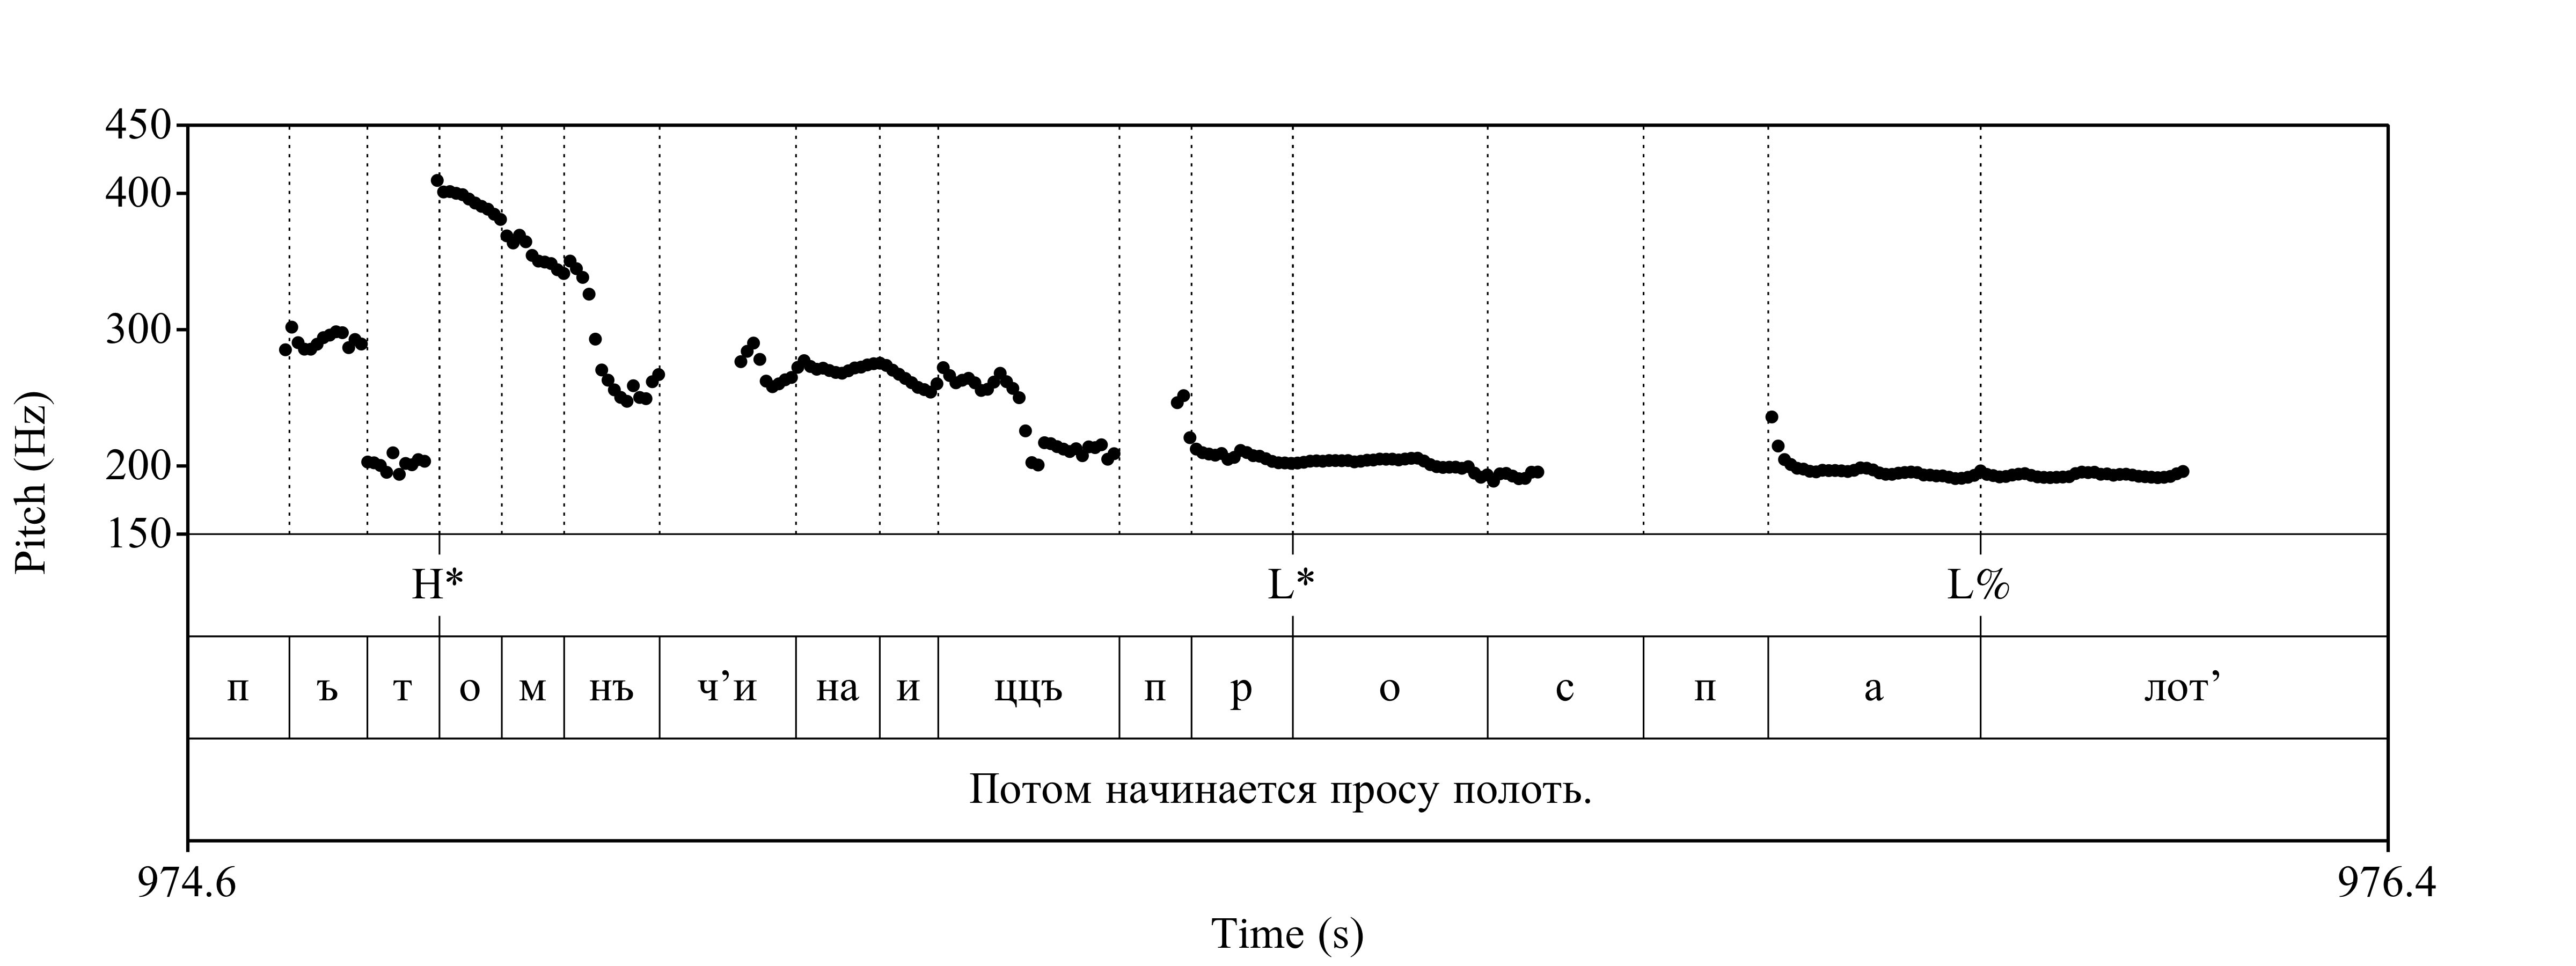 450
400
300
200
150
Pitch (Hz)
H* L* L%
п ъ т о м нъ ч’и на и ццъ п р о с п а лот’
Потом начинается просу полоть.
974.6 976.4
Time (s)